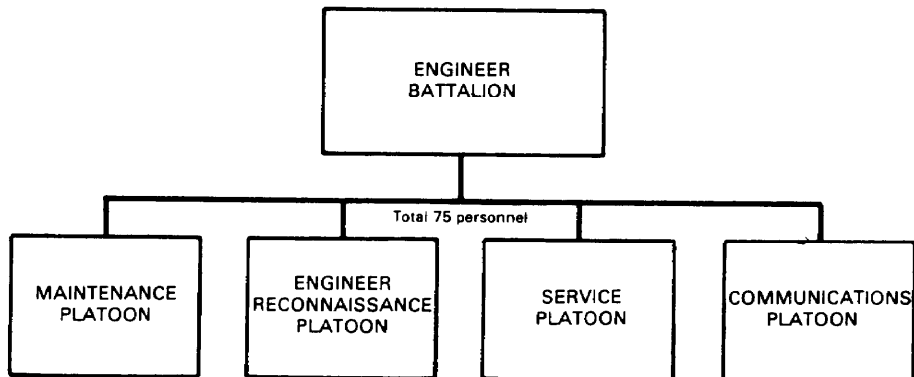 ENGINEER
BATTALION
Total 75 personnel
MAINTENANCE
PLATOON
ENGINEER
RECONNAISSANCE
PLATOON
SERVICE
PLATOON
COMMUNICATIONS
PLATOON